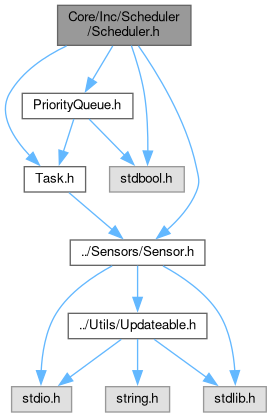 Core/Inc/Scheduler
/Scheduler.h
PriorityQueue.h
Task.h
stdbool.h
../Sensors/Sensor.h
../Utils/Updateable.h
stdio.h
string.h
stdlib.h